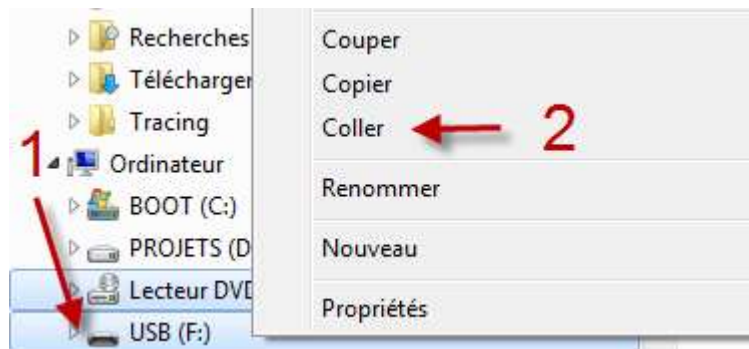 Recherches
Télécharger
Tracing
1
Ordinateur
BOOT (C:)
PROJETS (D
Lecteur DVD
USB (F:)
Couper
Copier
Coller
2
Renommer
Nouveau
Propriétés